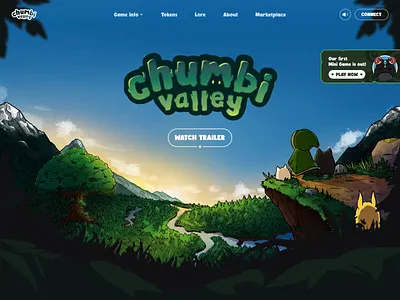 chumbi valley
Game info
Tokens
Lore
About
Marketplace
CONNECT
Our first
Mini Game is out!
PLAY NOW
chumbi
valley
WATCH TRAILER